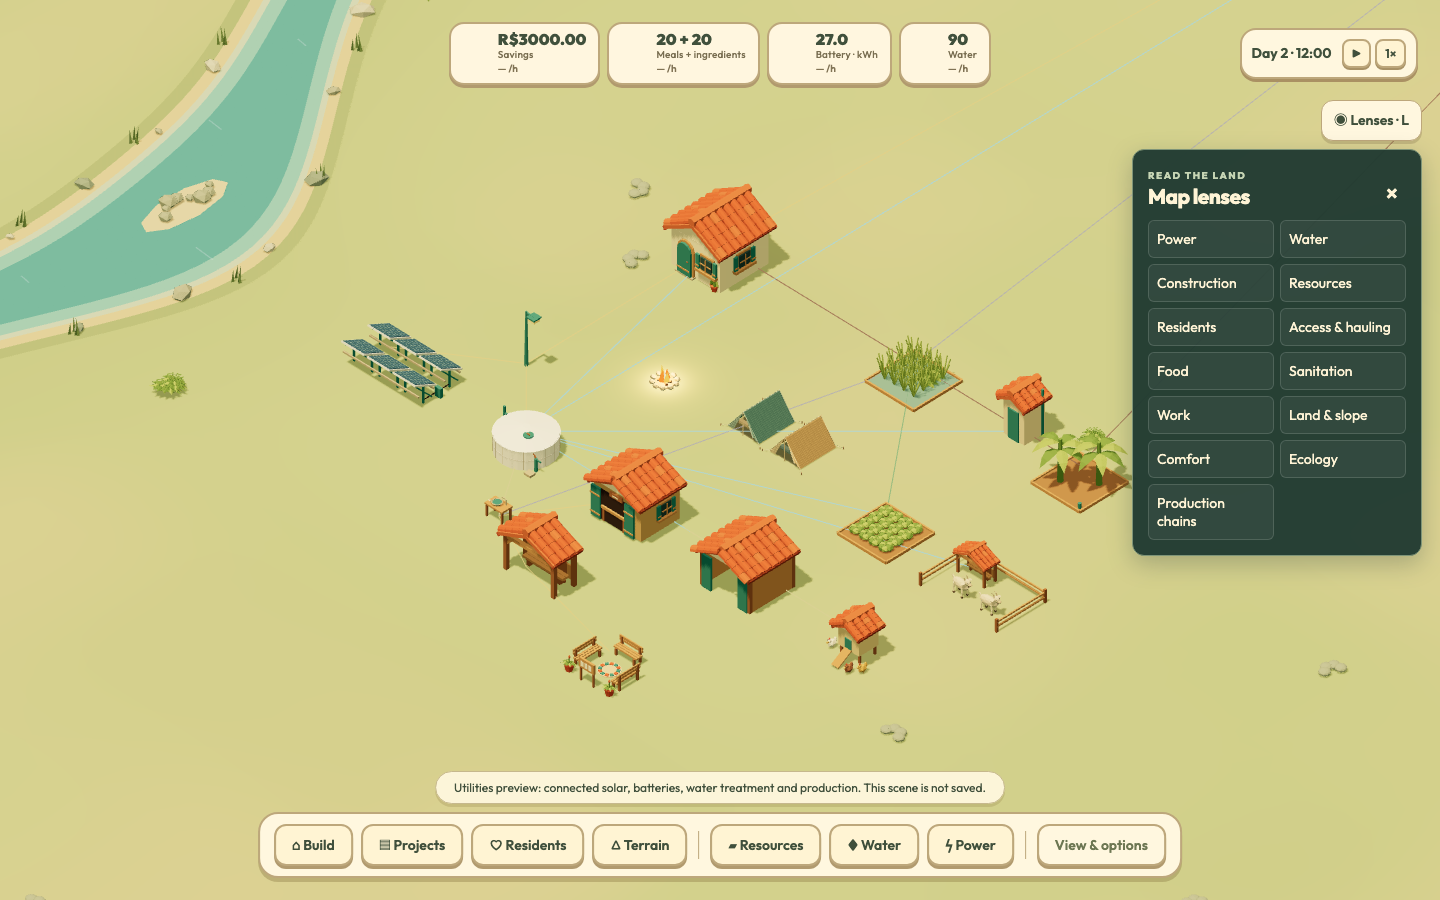 R$3000.00
Savings
— /h
20 + 20
Meals + ingredients
— /h
27.0
Battery · kWh
— /h
90
Water
— /h
Day 2 · 12:00
1×
Lenses · L
READ THE LAND
Map lenses
Power
Water
Construction
Resources
Residents
Access & hauling
Food
Sanitation
Work
Land & slope
Comfort
Ecology
Production
chains
Utilities preview: connected solar, batteries, water treatment and production. This scene is not saved.
Build
Projects
Residents
Terrain
Resources
Water
Power
View & options